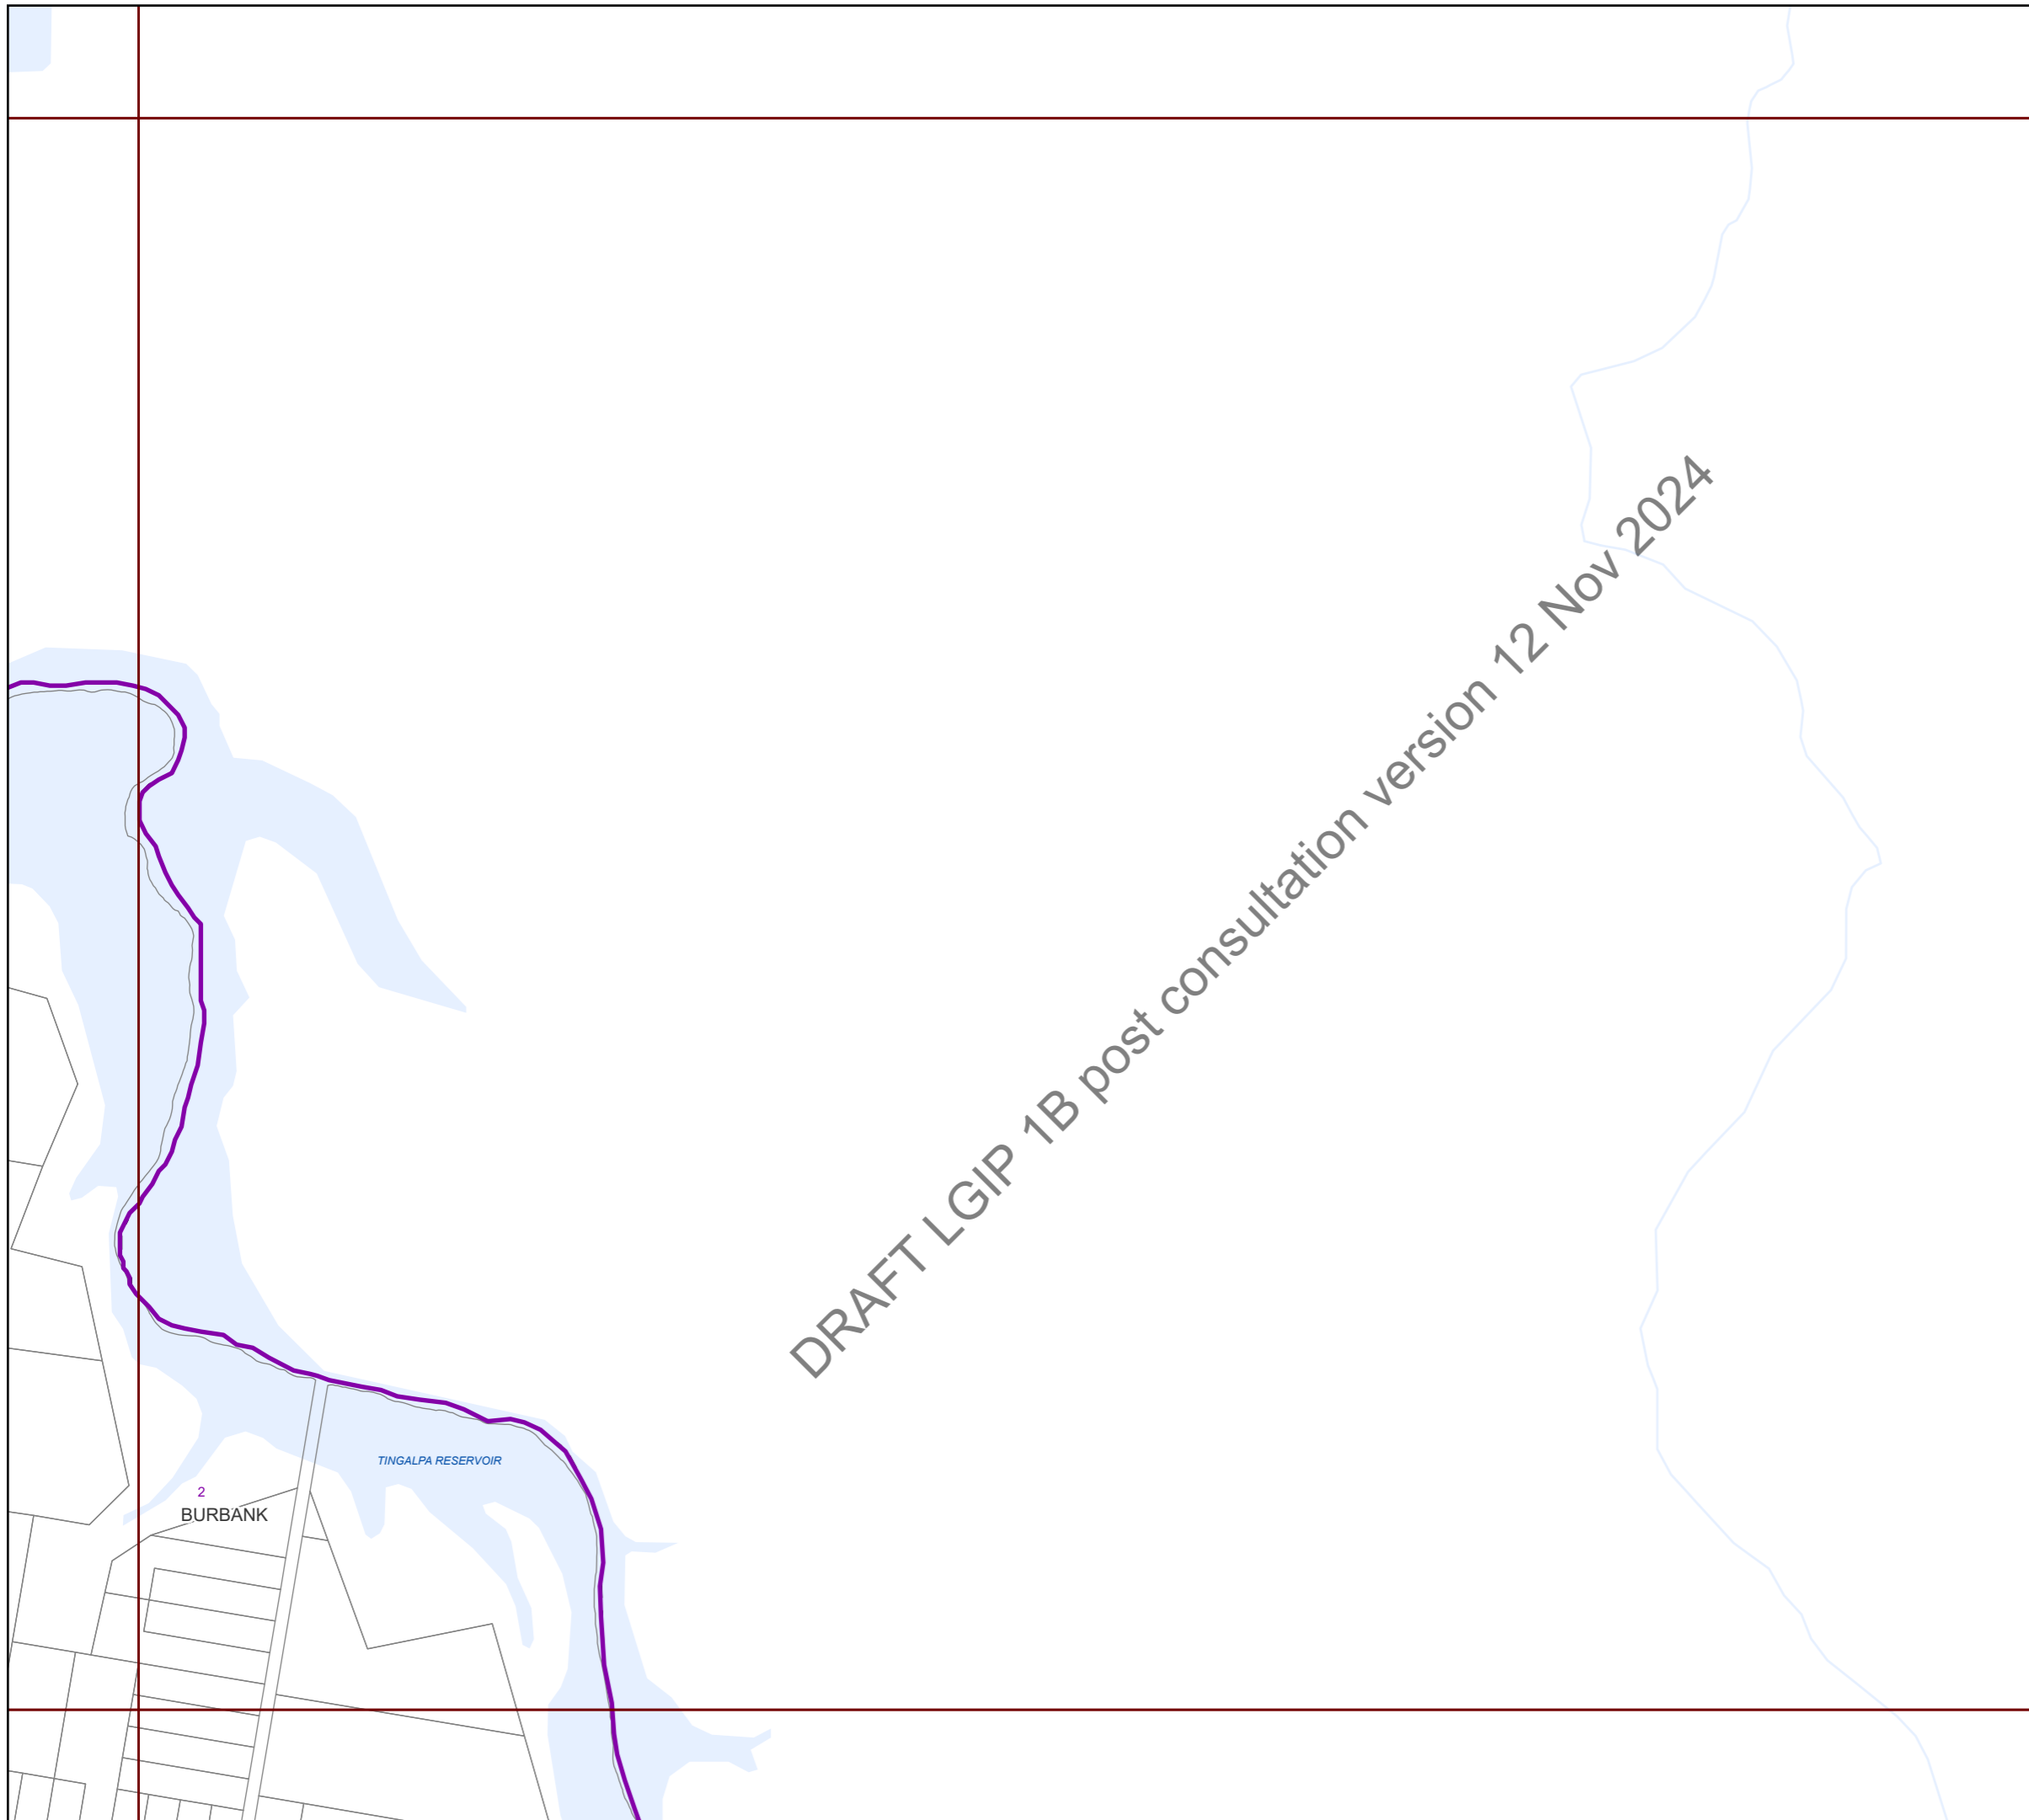 DRAFT LGIP 1B post consultation version 12 Nov 2024
TINGALPA RESERVOIR
2
BURBANK